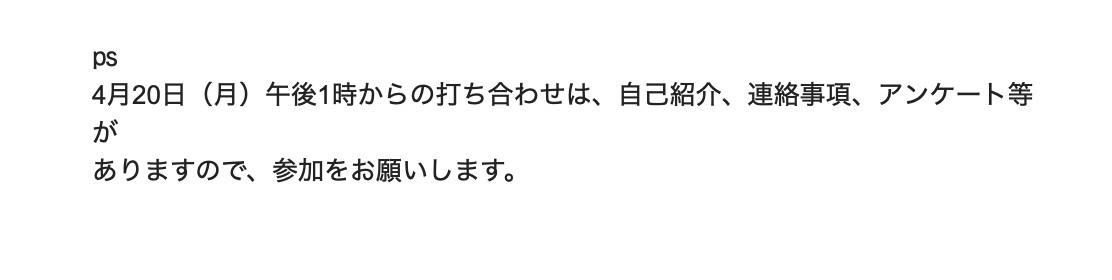 ps
4月20日（月）午後1時からの打ち合わせは、自己紹介、連絡事項、アンケート等
が
ありますので、参加をお願いします。